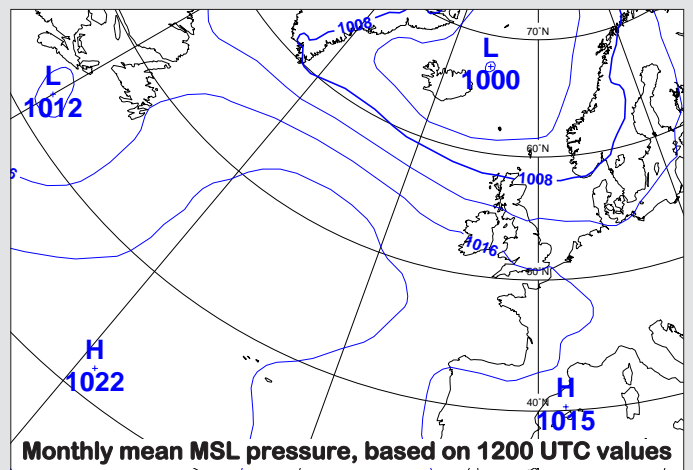 1008
70°N
L
1000
L
1012
60°N
6
1008
1016
50°N
H
1022
H
40°N
1015
Monthly mean MSL pressure, based on 1200 UTC values